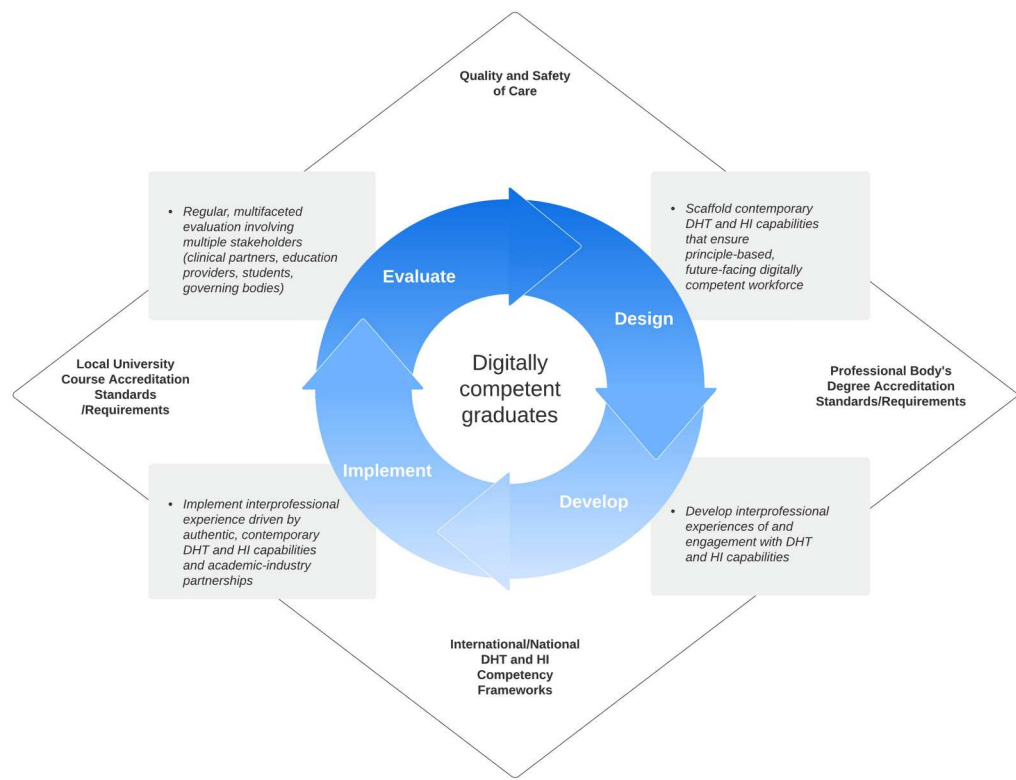 Quality and Safety
of Care
• Regular, multifaceted
evaluation involving
multiple stakeholders
(clinical partners, education
providers, students,
governing bodies)
• Scaffold contemporary
DHT and HI capabilities
that ensure
principle-based,
future-facing digitally
competent workforce
Evaluate
Design
Local University
Course Accreditation
Standards
/Requirements
Digitally
competent
graduates
Professional Body's
Degree Accreditation
Standards/Requirements
Implement
Develop
• Implement interprofessional
experience driven by
authentic, contemporary
DHT and HI capabilities
and academic-industry
partnerships
• Develop interprofessional
experiences of and
engagement with DHT
and HI capabilities
International/National
DHT and HI
Competency
Frameworks